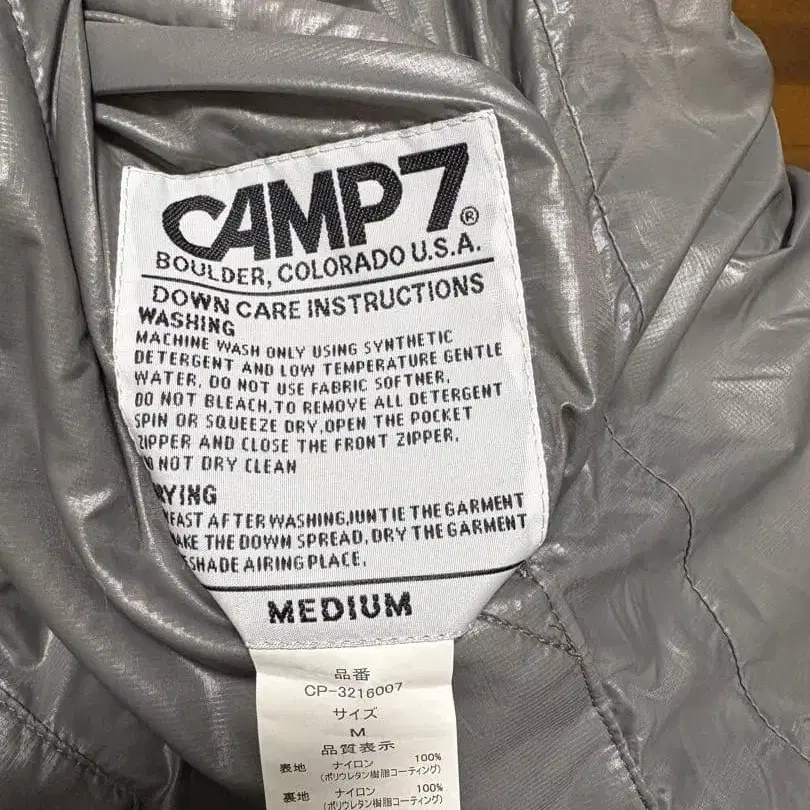 CAMP7®
BOULDER, COLORADO U.S.A.
DOWN CARE INSTRUCTIONS
WASHING
MACHINE WASH ONLY USING SYNTHETIC
DETERGENT AND LOW TEMPERATURE GENTLE
WATER, DO NOT USE FABRIC SOFTNER,
DO NOT BLEACH.TO REMOVE ALL DETERGENT
SPIN OR SQUEEZE DRY,OPEN THE POCKET
ZIPPER AND CLOSE THE FRONT ZIPPER,
NOT DRY CLEAN
AFTER WASHING,JUNTIE THE GARMENT
THE DOWN SPREAD, DRY THE GARMENT
SHADE AIRING PLACE,
MEDIUM
品番
CP-3216007
サイズ
M
品質表示
表地 ナイロン 100%
(ポリウレタン樹脂コーティング)
裏地 ナイロン 100%
(ポリウレタン樹脂コーティング)